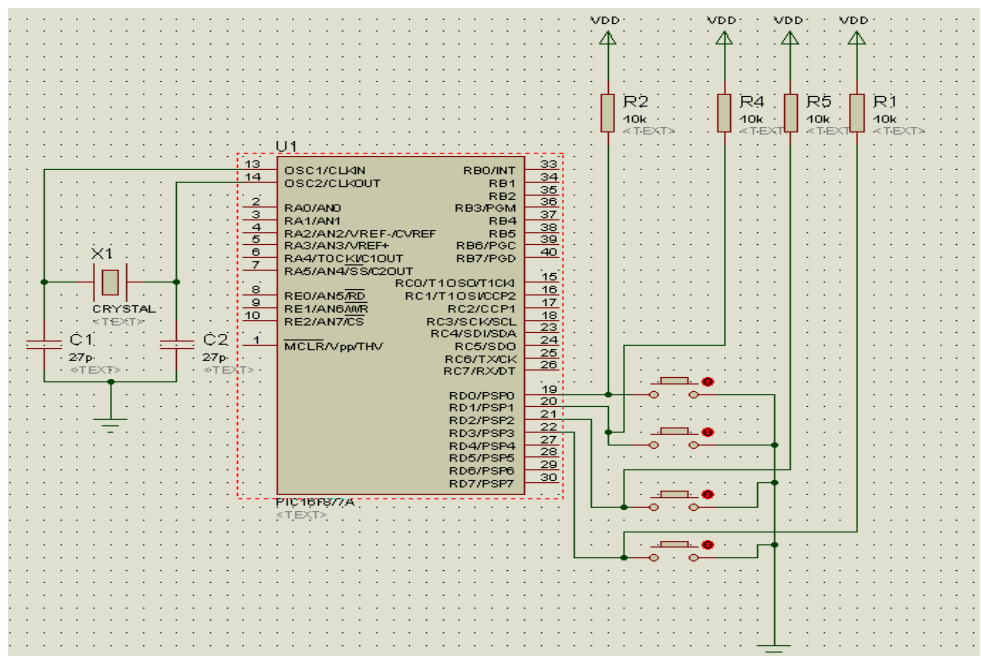 VDD VDD VDD VDD
R2 R4 R5 R1
10k 10k 10k 10k
<TEXT> <TEXT> <TEXT> <TEXT>
U1
13 OSC1/CLKIN
14 OSC2/CLKOUT
2 RA0/AN0
3 RA1/AN1
4 RA2/AN2/VREF-/CVREF
5 RA3/AN3/VREF+
6 RA4/T0CKI/C1OUT
7 RA5/AN4/SS/C2OUT
8 RE0/AN5/RD
9 RE1/AN6/WR
10 RE2/AN7/CS
1 MCLR/Vpp/THV
RB0/INT 33
RB1 34
RB2 35
RB3/PGM 36
RB4 37
RB5 38
RB6/PGC 39
RB7/PGD 40
RC0/T1OSO/T1CKI 15
RC1/T1OSI/CCP2 16
RC2/CCP1 17
RC3/SCK/SCL 18
RC4/SDI/SDA 23
RC5/SDO 24
RC6/TX/CK 25
RC7/RX/DT 26
RD0/PSP0 19
RD1/PSP1 20
RD2/PSP2 21
RD3/PSP3 22
RD4/PSP4 27
RD5/PSP5 28
RD6/PSP6 29
RD7/PSP7 30
PIC16F877A
<TEXT>
X1
CRYSTAL
<TEXT>
C1
27p
<TEXT>
C2
27p
<TEXT>